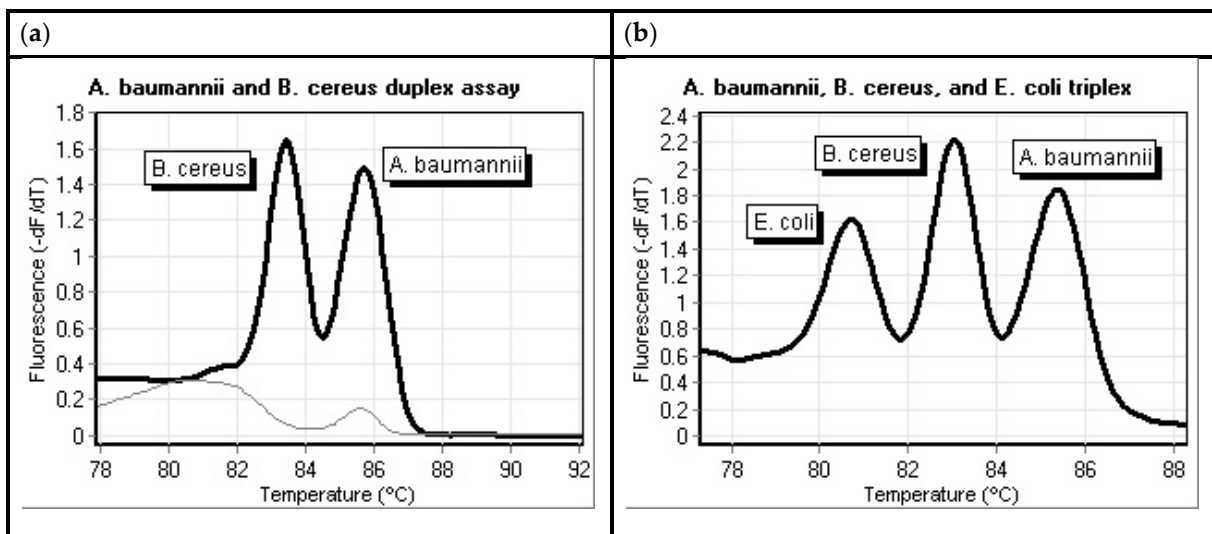 (a)
A. baumannii and B. cereus duplex assay
Fluorescence (-dF/dT)
1.8
1.6
1.4
1.2
1
0.8
0.6
0.4
0.2
0
B. cereus
A. baumannii
78 80 82 84 86 88 90 92
Temperature (°C)
(b)
A. baumannii, B. cereus, and E. coli triplex
Fluorescence (-dF/dT)
2.4
2.2
2
1.8
1.6
1.4
1.2
1
0.8
0.6
0.4
0.2
0
E. coli
B. cereus
A. baumannii
78 80 82 84 86 88
Temperature (°C)